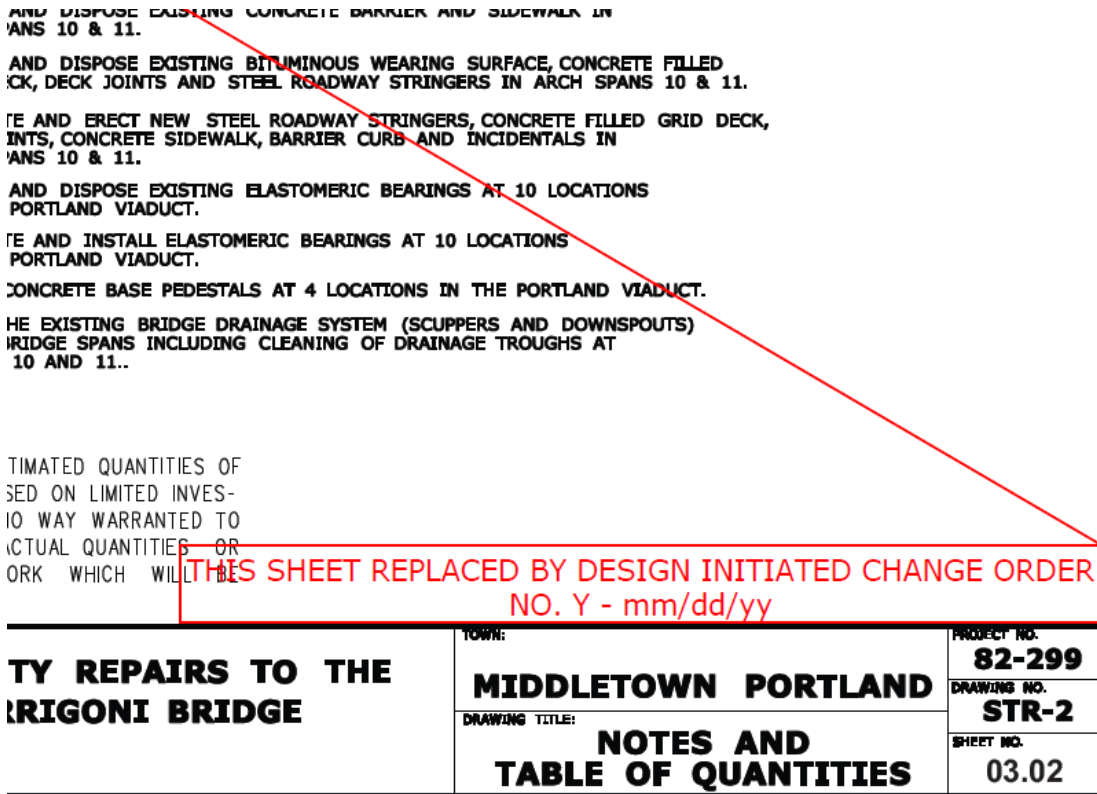 AND DISPOSE EXISTING CONCRETE BARRIER AND SIDEWALK IN
PANS 10 & 11.
AND DISPOSE EXISTING BITUMINOUS WEARING SURFACE, CONCRETE FILLED
ECK, DECK JOINTS AND STEEL ROADWAY STRINGERS IN ARCH SPANS 10 & 11.
TE AND ERECT NEW STEEL ROADWAY STRINGERS, CONCRETE FILLED GRID DECK,
INTS, CONCRETE SIDEWALK, BARRIER CURB AND INCIDENTALS IN
PANS 10 & 11.
AND DISPOSE EXISTING ELASTOMERIC BEARINGS AT 10 LOCATIONS
PORTLAND VIADUCT.
TE AND INSTALL ELASTOMERIC BEARINGS AT 10 LOCATIONS
PORTLAND VIADUCT.
CONCRETE BASE PEDESTALS AT 4 LOCATIONS IN THE PORTLAND VIADUCT.
HE EXISTING BRIDGE DRAINAGE SYSTEM (SCUPPERS AND DOWNSPOUTS)
BRIDGE SPANS INCLUDING CLEANING OF DRAINAGE TROUGHS AT
10 AND 11..
TIMATED QUANTITIES OF
SED ON LIMITED INVES-
NO WAY WARRANTED TO
ACTUAL QUANTITIES OR
ORK WHICH WILL BE
THIS SHEET REPLACED BY DESIGN INITIATED CHANGE ORDER
NO. Y - mm/dd/yy
TY REPAIRS TO THE
RRIGONI BRIDGE
TOWN:
MIDDLETOWN PORTLAND
DRAWING TITLE:
NOTES AND
TABLE OF QUANTITIES
PROJECT NO.
82-299
DRAWING NO.
STR-2
SHEET NO.
03.02